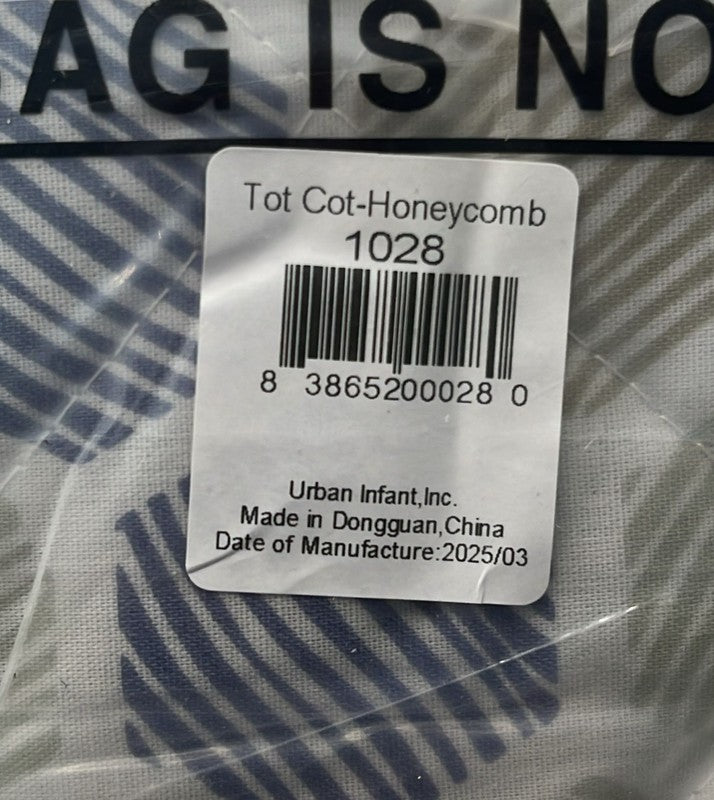 BAG IS NO
Tot Cot-Honeycomb
1028
8 3865200028 0
Urban Infant,Inc.
Made in Dongguan,China
Date of Manufacture:2025/03